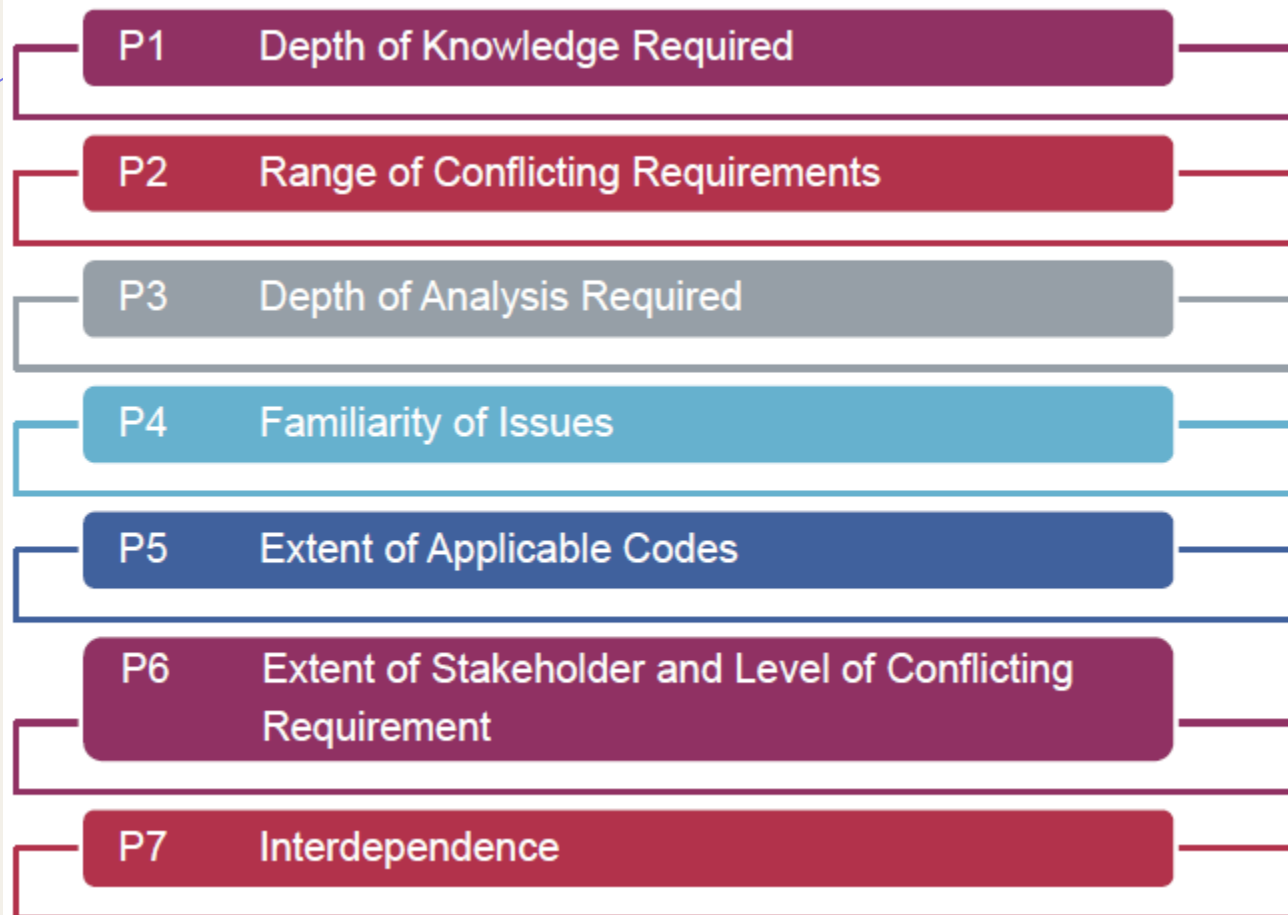 P1 Depth of Knowledge Required
P2 Range of Conflicting Requirements
P3 Depth of Analysis Required
P4 Familiarity of Issues
P5 Extent of Applicable Codes
P6 Extent of Stakeholder and Level of Conflicting
Requirement
P7 Interdependence